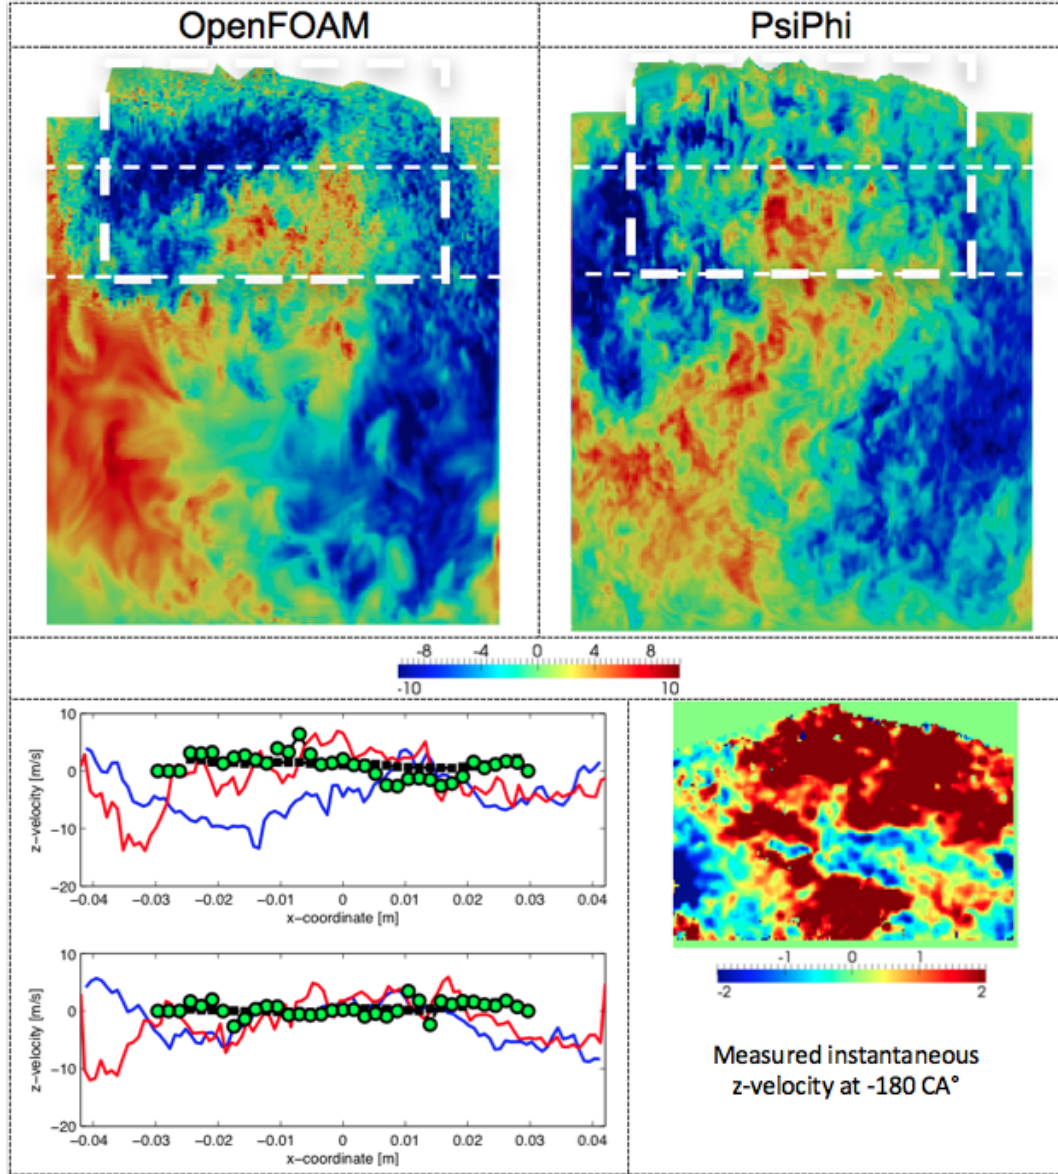 OpenFOAM PsiPhi
-8 -4 0 4 8
-10 10
10
0
−10
−20
z−velocity [m/s]
−0.04 −0.03 −0.02 −0.01 0 0.01 0.02 0.03 0.04
x−coordinate [m]
10
0
−10
−20
z−velocity [m/s]
−0.04 −0.03 −0.02 −0.01 0 0.01 0.02 0.03 0.04
x−coordinate [m]
-1 0 1
-2 2
Measured instantaneous
z-velocity at -180 CA°